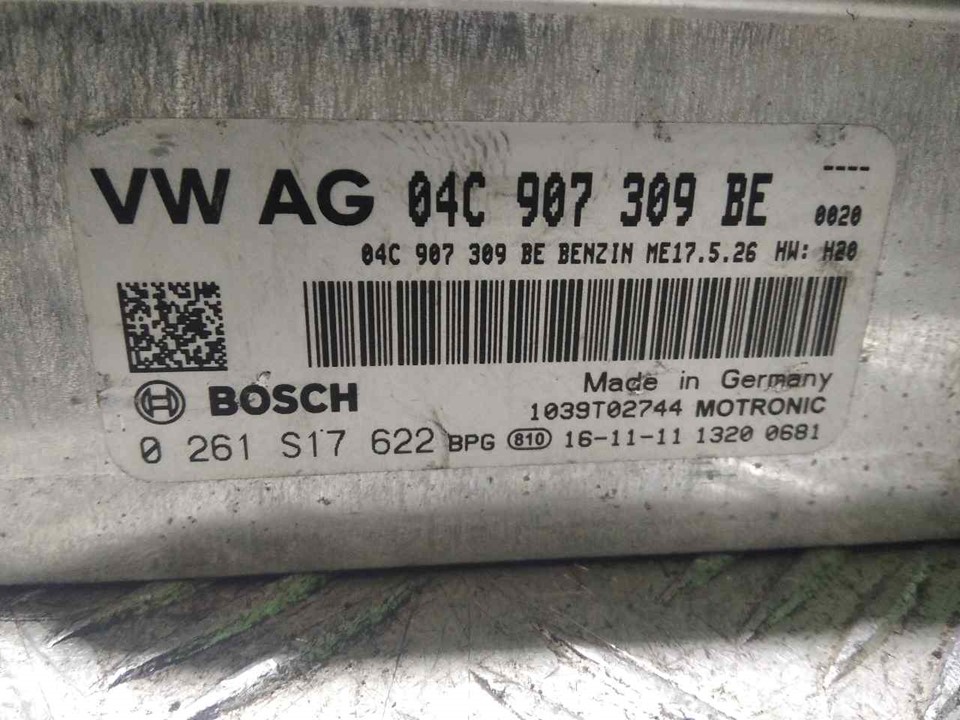 ----
VW AG 04C 907 309 BE 0020
04C 907 309 BE BENZIN ME17.5.26 HW: H20
BOSCH
Made in Germany
1039T02744 MOTRONIC
0 261 S17 622 BPG 810 16-11-11 1320 0681